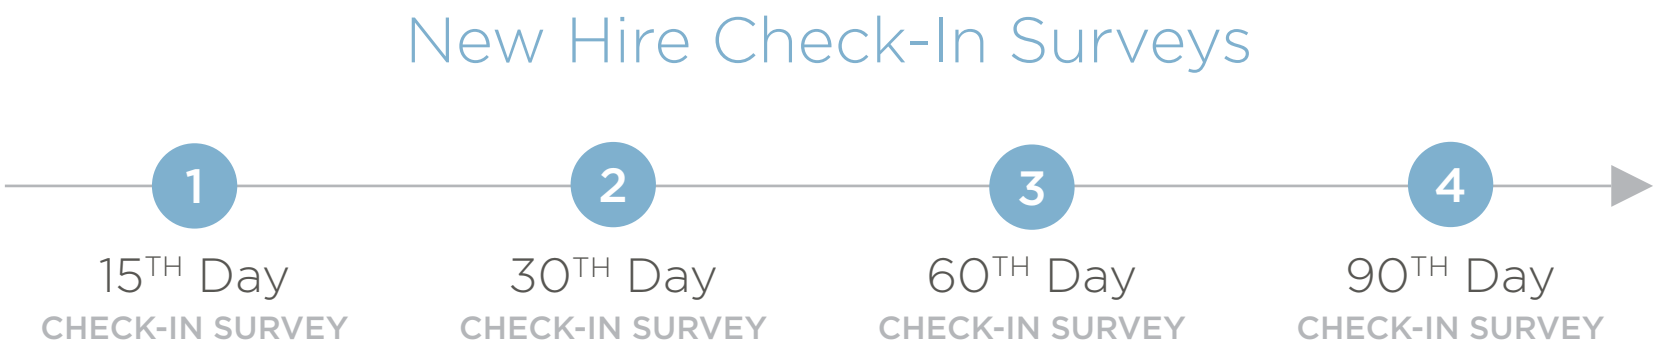 New Hire Check-In Surveys
1 2 3 4
15TH Day 30TH Day 60TH Day 90TH Day
CHECK-IN SURVEY CHECK-IN SURVEY CHECK-IN SURVEY CHECK-IN SURVEY